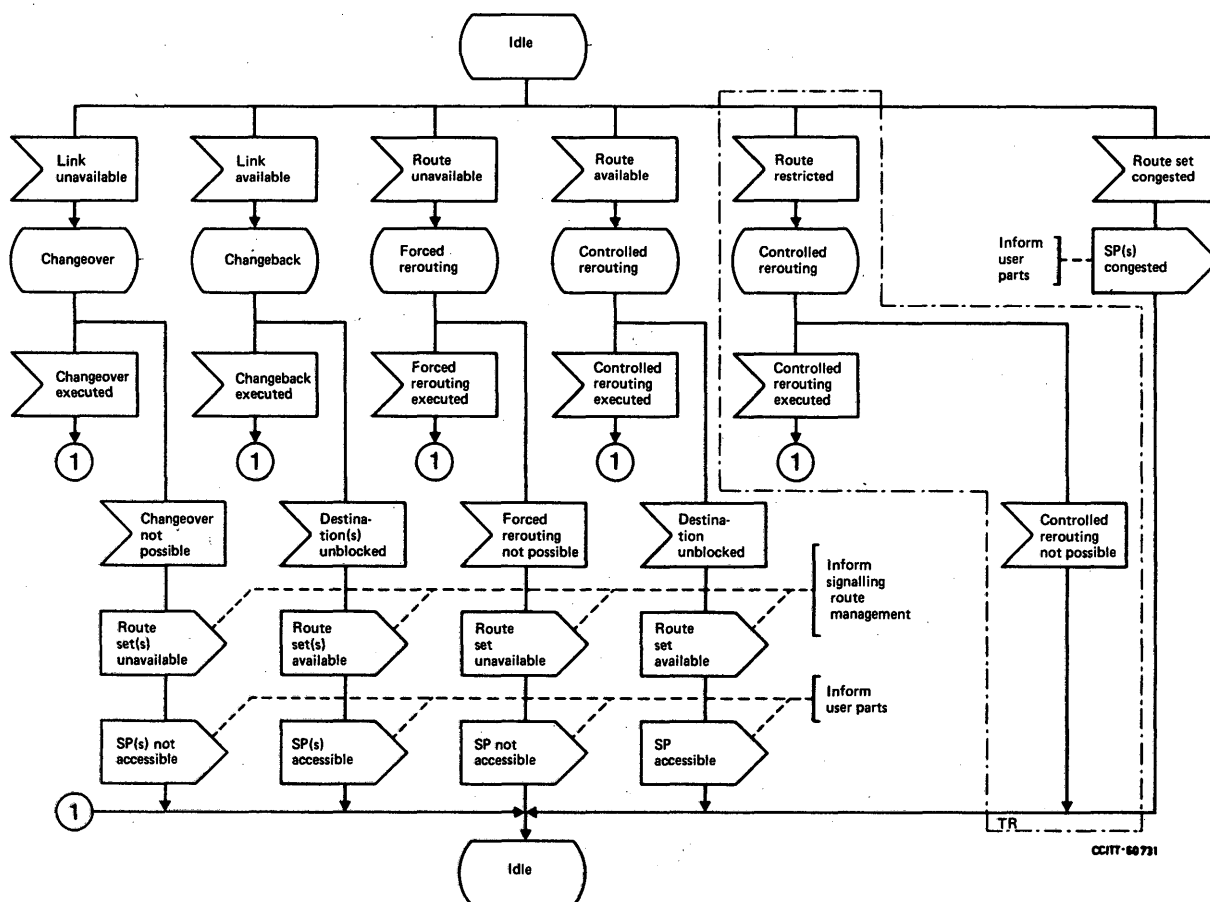 Idle
Link
unavailable
Link
available
Route
unavailable
Route
available
Route
restricted
Route set
congested
Changeover
Changeback
Forced
rerouting
Controlled
rerouting
Controlled
rerouting
Inform
user
parts
SP(s)
congested
Changeover
executed
Changeback
executed
Forced
rerouting
executed
Controlled
rerouting
executed
Controlled
rerouting
executed
1
1
1
1
1
Changeover
not
possible
Destina-
tion(s)
unblocked
Forced
rerouting
not possible
Destina-
tion
unblocked
Controlled
rerouting
not possible
Inform
signalling
route
management
Route
set(s)
unavailable
Route
set(s)
available
Route
set
unavailable
Route
set
available
Inform
user parts
SP(s) not
accessible
SP(s)
accessible
SP not
accessible
SP
accessible
1
TR
CCITT-60731
Idle